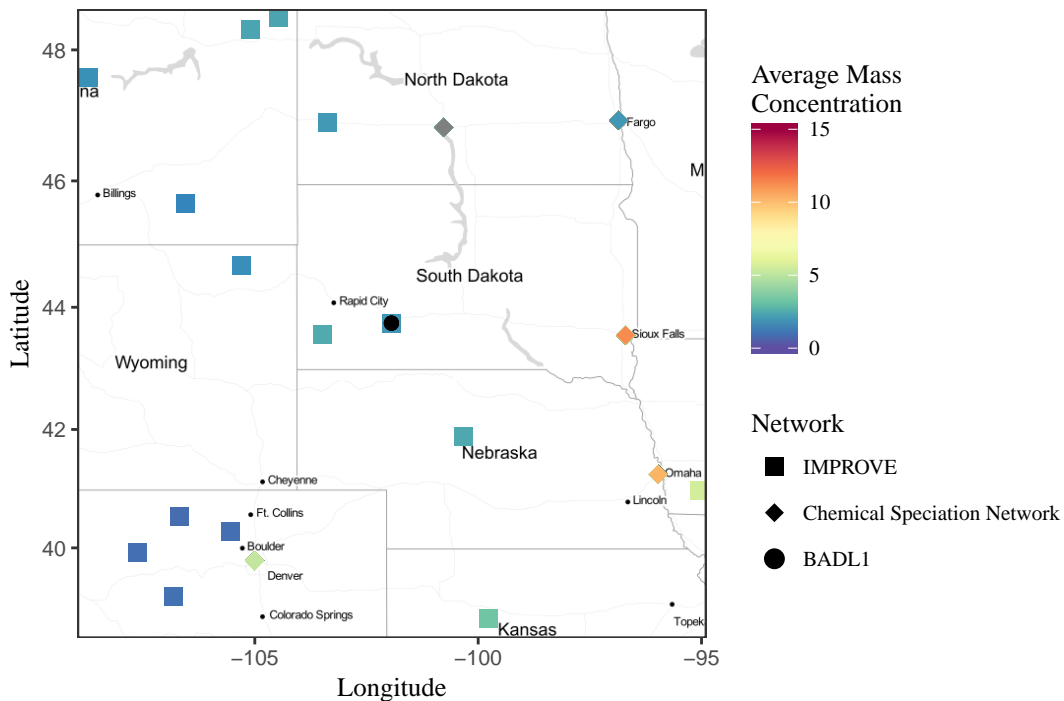 48
46
44
42
40
−105
−100
−95
Latitude
Longitude
North Dakota
na
Fargo
M
Billings
South Dakota
Rapid City
Sioux Falls
Wyoming
Nebraska
Omaha
Cheyenne
Lincoln
Ft. Collins
Boulder
Denver
Colorado Springs
Topek
Kansas
Average Mass
Concentration
15
10
5
0
Network
IMPROVE
Chemical Speciation Network
BADL1